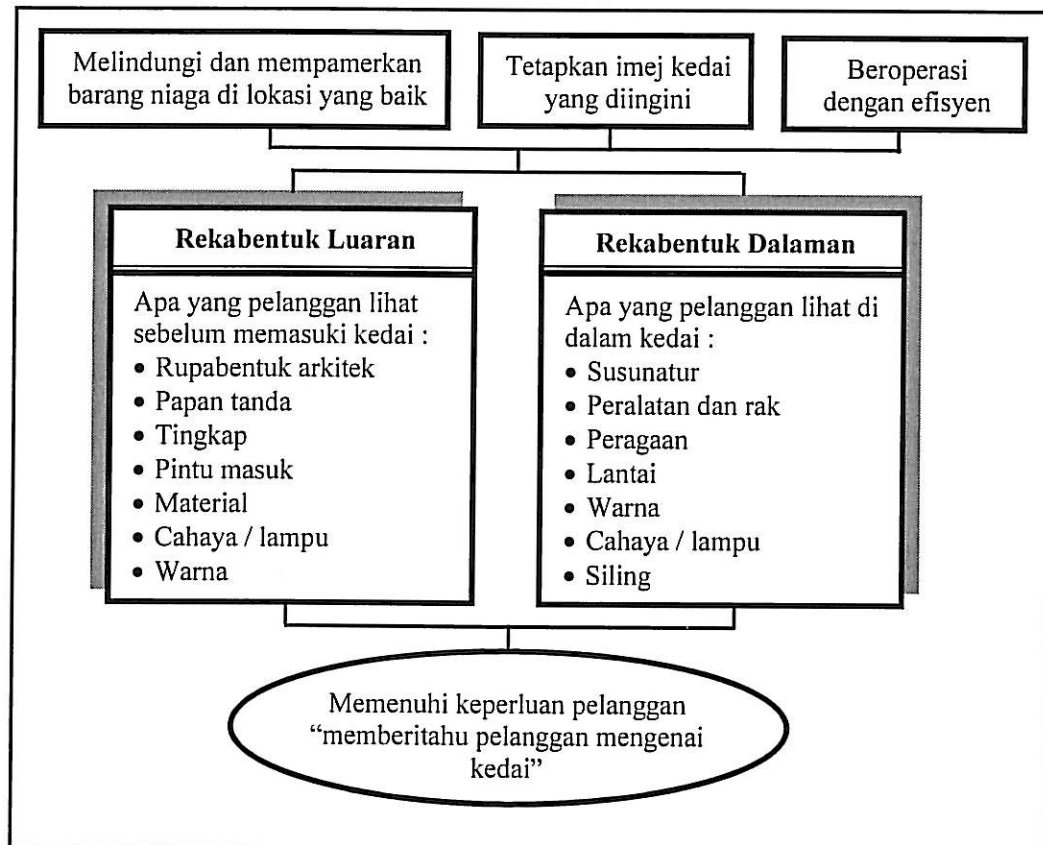 Melindungi dan mempamerkan
barang niaga di lokasi yang baik
Tetapkan imej kedai
yang diingini
Beroperasi
dengan efisyen
Rekabentuk Luaran
Apa yang pelanggan lihat
sebelum memasuki kedai :
• Rupabentuk arkitek
• Papan tanda
• Tingkap
• Pintu masuk
• Material
• Cahaya / lampu
• Warna
Rekabentuk Dalaman
Apa yang pelanggan lihat di
dalam kedai :
• Susunatur
• Peralatan dan rak
• Peragaan
• Lantai
• Warna
• Cahaya / lampu
• Siling
Memenuhi keperluan pelanggan
“memberitahu pelanggan mengenai
kedai”